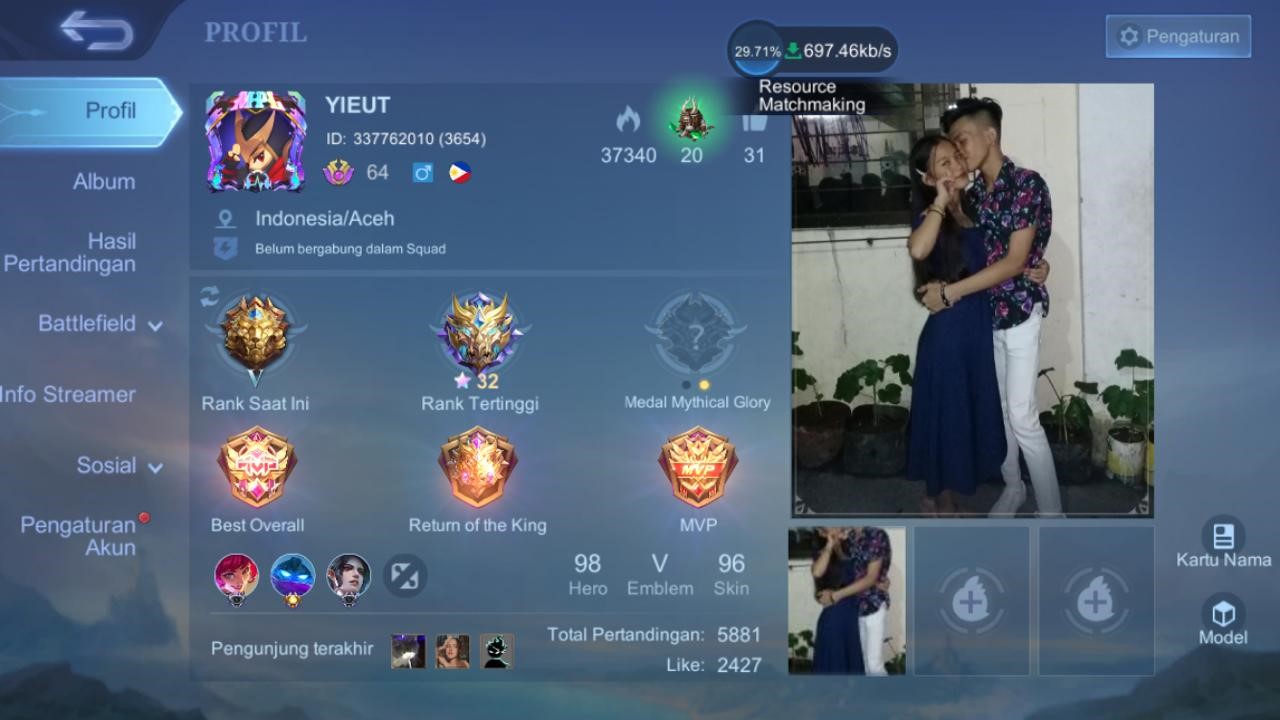 PROFIL
29.71% 697.46kb/s
Resource
Matchmaking
Pengaturan
Profil
Album
Hasil
Pertandingan
Battlefield
Info Streamer
Sosial
Pengaturan
Akun
YIEUT
ID: 337762010 (3654)
64
37340 20 31
Indonesia/Aceh
Belum bergabung dalam Squad
V
32
?
Rank Saat Ini
Rank Tertinggi
Medal Mythical Glory
M
MVP
Best Overall
Return of the King
MVP
98 V 96
Hero Emblem Skin
Pengunjung terakhir
Total Pertandingan: 5881
Like: 2427
Kartu Nama
Model